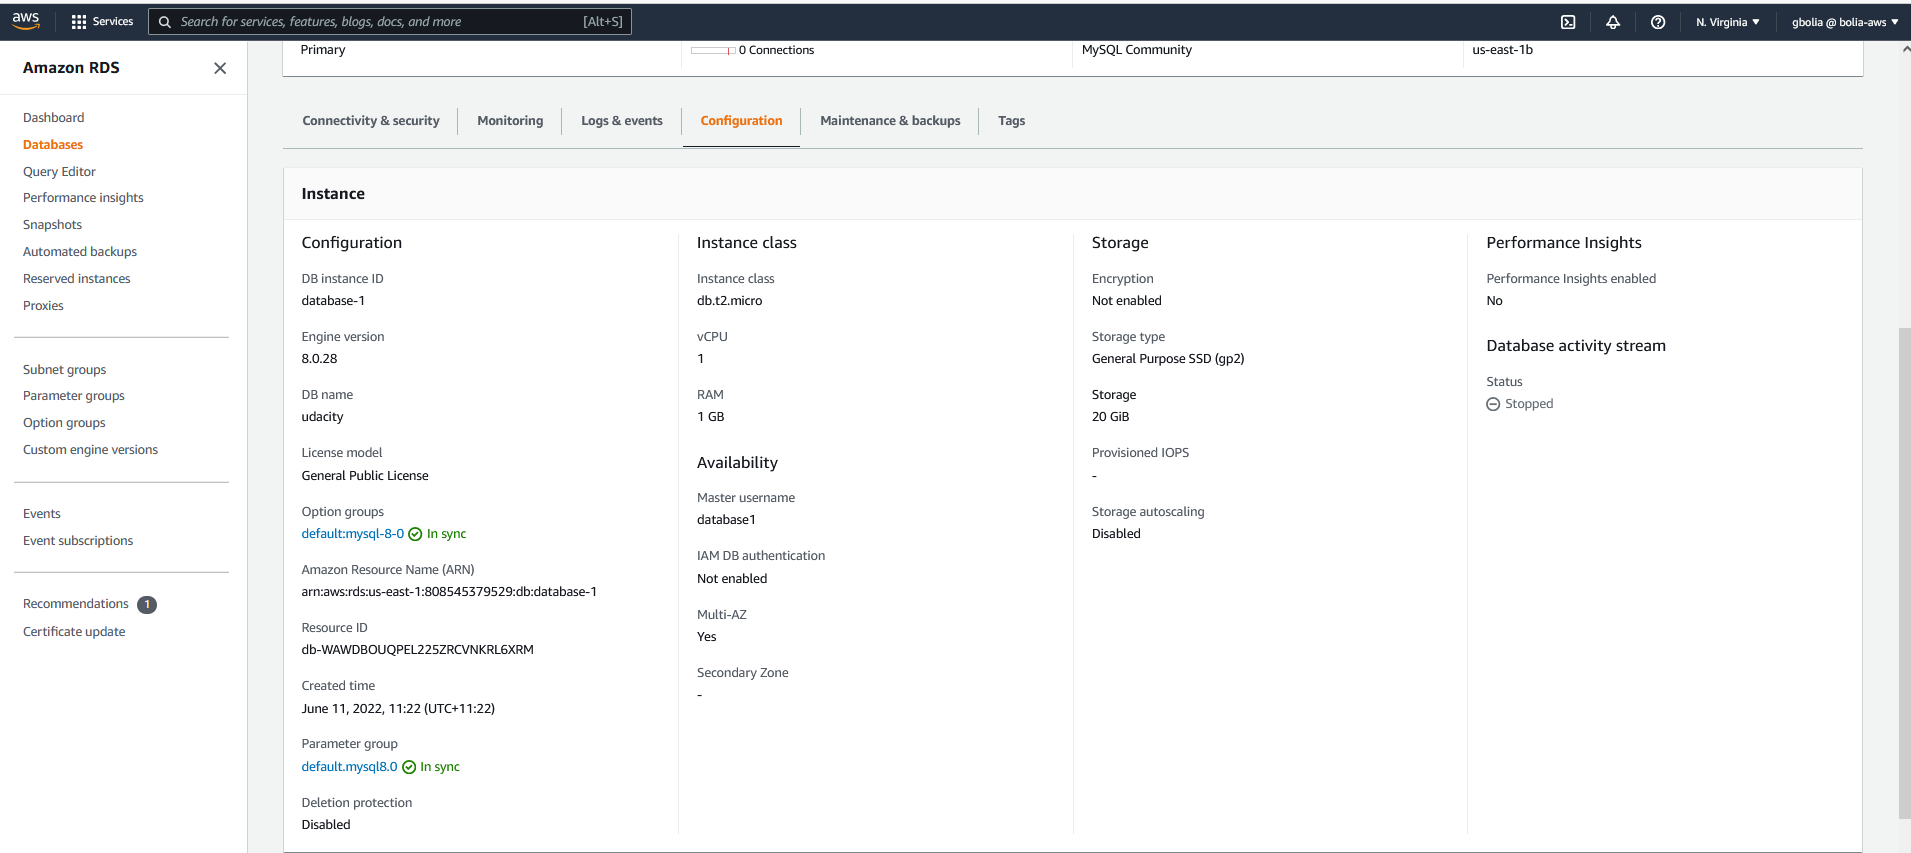 aws
Services
Search for services, features, blogs, docs, and more
[Alt+S]
N. Virginia
gbolia @ bolia-aws
Amazon RDS
Dashboard
Databases
Query Editor
Performance insights
Snapshots
Automated backups
Reserved instances
Proxies
Subnet groups
Parameter groups
Option groups
Custom engine versions
Events
Event subscriptions
Recommendations 1
Certificate update
Primary
0 Connections
MySQL Community
us-east-1b
Connectivity & security
Monitoring
Logs & events
Configuration
Maintenance & backups
Tags
Instance
Configuration
DB instance ID
database-1
Engine version
8.0.28
DB name
udacity
License model
General Public License
Option groups
default:mysql-8-0 In sync
Amazon Resource Name (ARN)
arn:aws:rds:us-east-1:808545379529:db:database-1
Resource ID
db-WAWDBOUQPEL225ZRCVNKRL6XRM
Created time
June 11, 2022, 11:22 (UTC+11:22)
Parameter group
default.mysql8.0 In sync
Deletion protection
Disabled
Instance class
Instance class
db.t2.micro
vCPU
1
RAM
1 GB
Availability
Master username
database1
IAM DB authentication
Not enabled
Multi-AZ
Yes
Secondary Zone
-
Storage
Encryption
Not enabled
Storage type
General Purpose SSD (gp2)
Storage
20 GiB
Provisioned IOPS
-
Storage autoscaling
Disabled
Performance Insights
Performance Insights enabled
No
Database activity stream
Status
Stopped